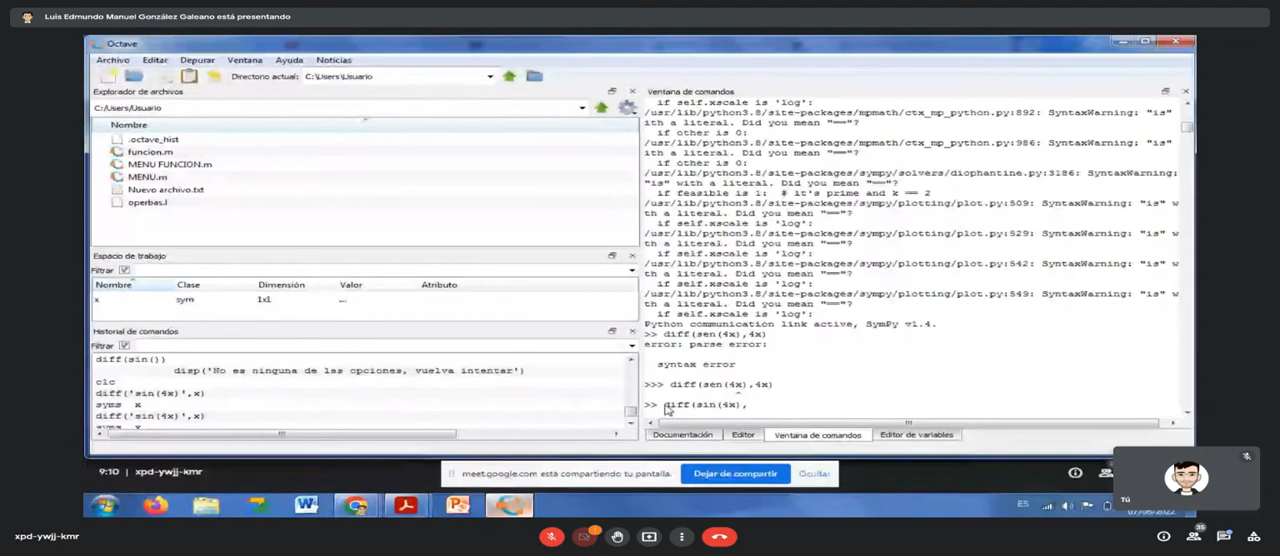 Luis Edmundo Manuel González Galeano está presentando
Octave
Archivo Editar Depurar Ventana Ayuda Noticias
Directorio actual: C:\Users\Usuario
Explorador de archivos
C:/Users/Usuario
Nombre
.octave_hist
funcion.m
MENU FUNCION.m
MENU.m
Nuevo archivo.txt
operbas.l
Espacio de trabajo
Filtrar
Nombre Clase Dimensión Valor Atributo
x sym 1x1 ...
Historial de comandos
Filtrar
diff(sin())
disp('No es ninguna de las opciones, vuelva intentar')
clc
diff('sin(4x)',x)
syms x
diff('sin(4x)',x)
syms x
Ventana de comandos
if self.xscale is 'log':
/usr/lib/python3.8/site-packages/mpmath/ctx_mp_python.py:892: SyntaxWarning: "is"
ith a literal. Did you mean "=="?
if other is 0:
/usr/lib/python3.8/site-packages/mpmath/ctx_mp_python.py:986: SyntaxWarning: "is"
ith a literal. Did you mean "=="?
if other is 0:
/usr/lib/python3.8/site-packages/sympy/solvers/diophantine.py:3186: SyntaxWarning:
"is" with a literal. Did you mean "=="?
if feasible is 1: # it's prime and k == 2
/usr/lib/python3.8/site-packages/sympy/plotting/plot.py:509: SyntaxWarning: "is" w
th a literal. Did you mean "=="?
if self.xscale is 'log':
/usr/lib/python3.8/site-packages/sympy/plotting/plot.py:529: SyntaxWarning: "is" w
th a literal. Did you mean "=="?
if self.xscale is 'log':
/usr/lib/python3.8/site-packages/sympy/plotting/plot.py:542: SyntaxWarning: "is" w
th a literal. Did you mean "=="?
if self.xscale is 'log':
/usr/lib/python3.8/site-packages/sympy/plotting/plot.py:549: SyntaxWarning: "is" w
th a literal. Did you mean "=="?
if self.xscale is 'log':
Python communication link active, SymPy v1.4.
>> diff(sen(4x),4x)
error: parse error:
syntax error
>>> diff(sen(4x),4x)
^
>> diff(sin(4x),
Documentación Editor Ventana de comandos Editor de variables
9:10 | xpd-ywjj-kmr
meet.google.com está compartiendo tu pantalla. Dejar de compartir Ocultar
ES
07/06/2022
Tú
xpd-ywjj-kmr
1
35